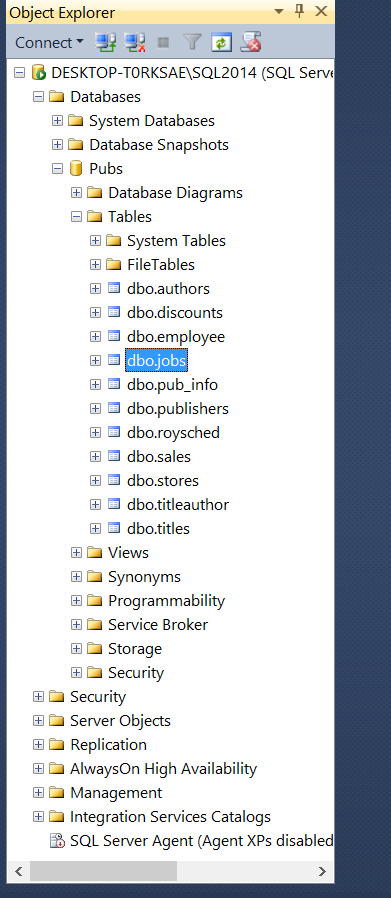 Object Explorer
Connect
DESKTOP-T0RKSAE\SQL2014 (SQL Serve
Databases
System Databases
Database Snapshots
Pubs
Database Diagrams
Tables
System Tables
FileTables
dbo.authors
dbo.discounts
dbo.employee
dbo.jobs
dbo.pub_info
dbo.publishers
dbo.roysched
dbo.sales
dbo.stores
dbo.titleauthor
dbo.titles
Views
Synonyms
Programmability
Service Broker
Storage
Security
Security
Server Objects
Replication
AlwaysOn High Availability
Management
Integration Services Catalogs
SQL Server Agent (Agent XPs disabled